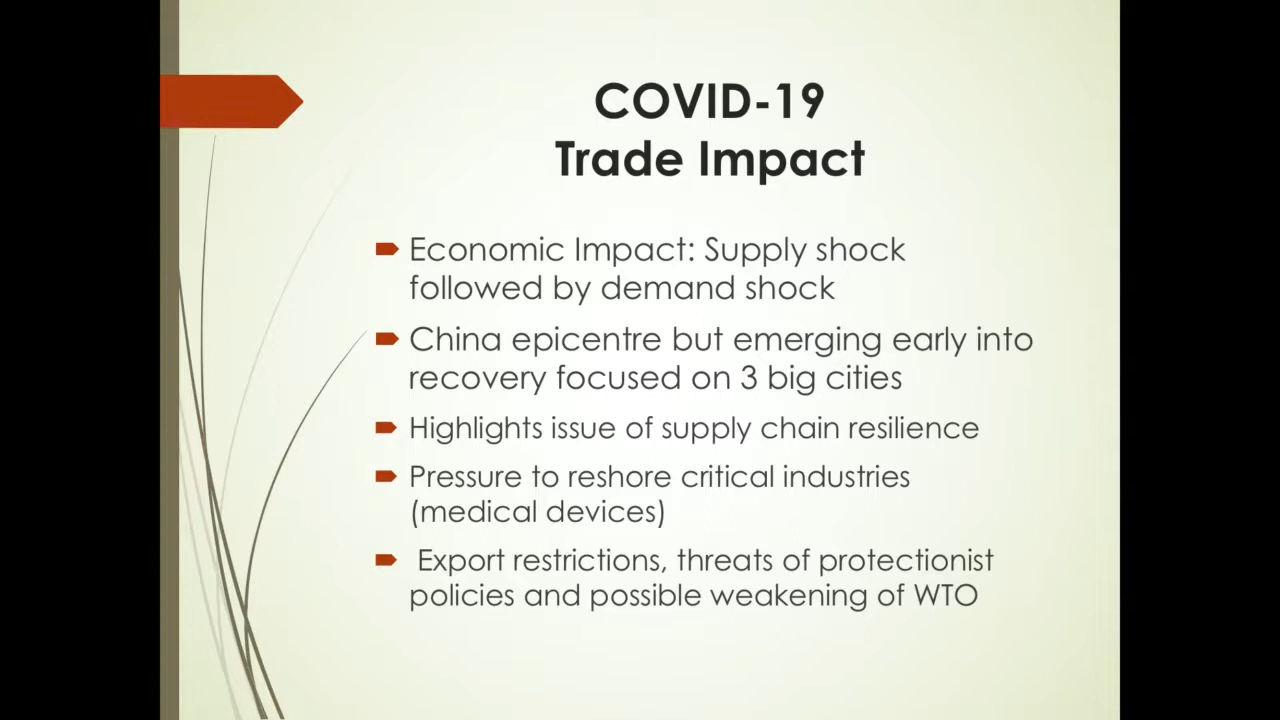 COVID-19
Trade Impact
Economic Impact: Supply shock
followed by demand shock
China epicentre but emerging early into
recovery focused on 3 big cities
Highlights issue of supply chain resilience
Pressure to reshore critical industries
(medical devices)
Export restrictions, threats of protectionist
policies and possible weakening of WTO